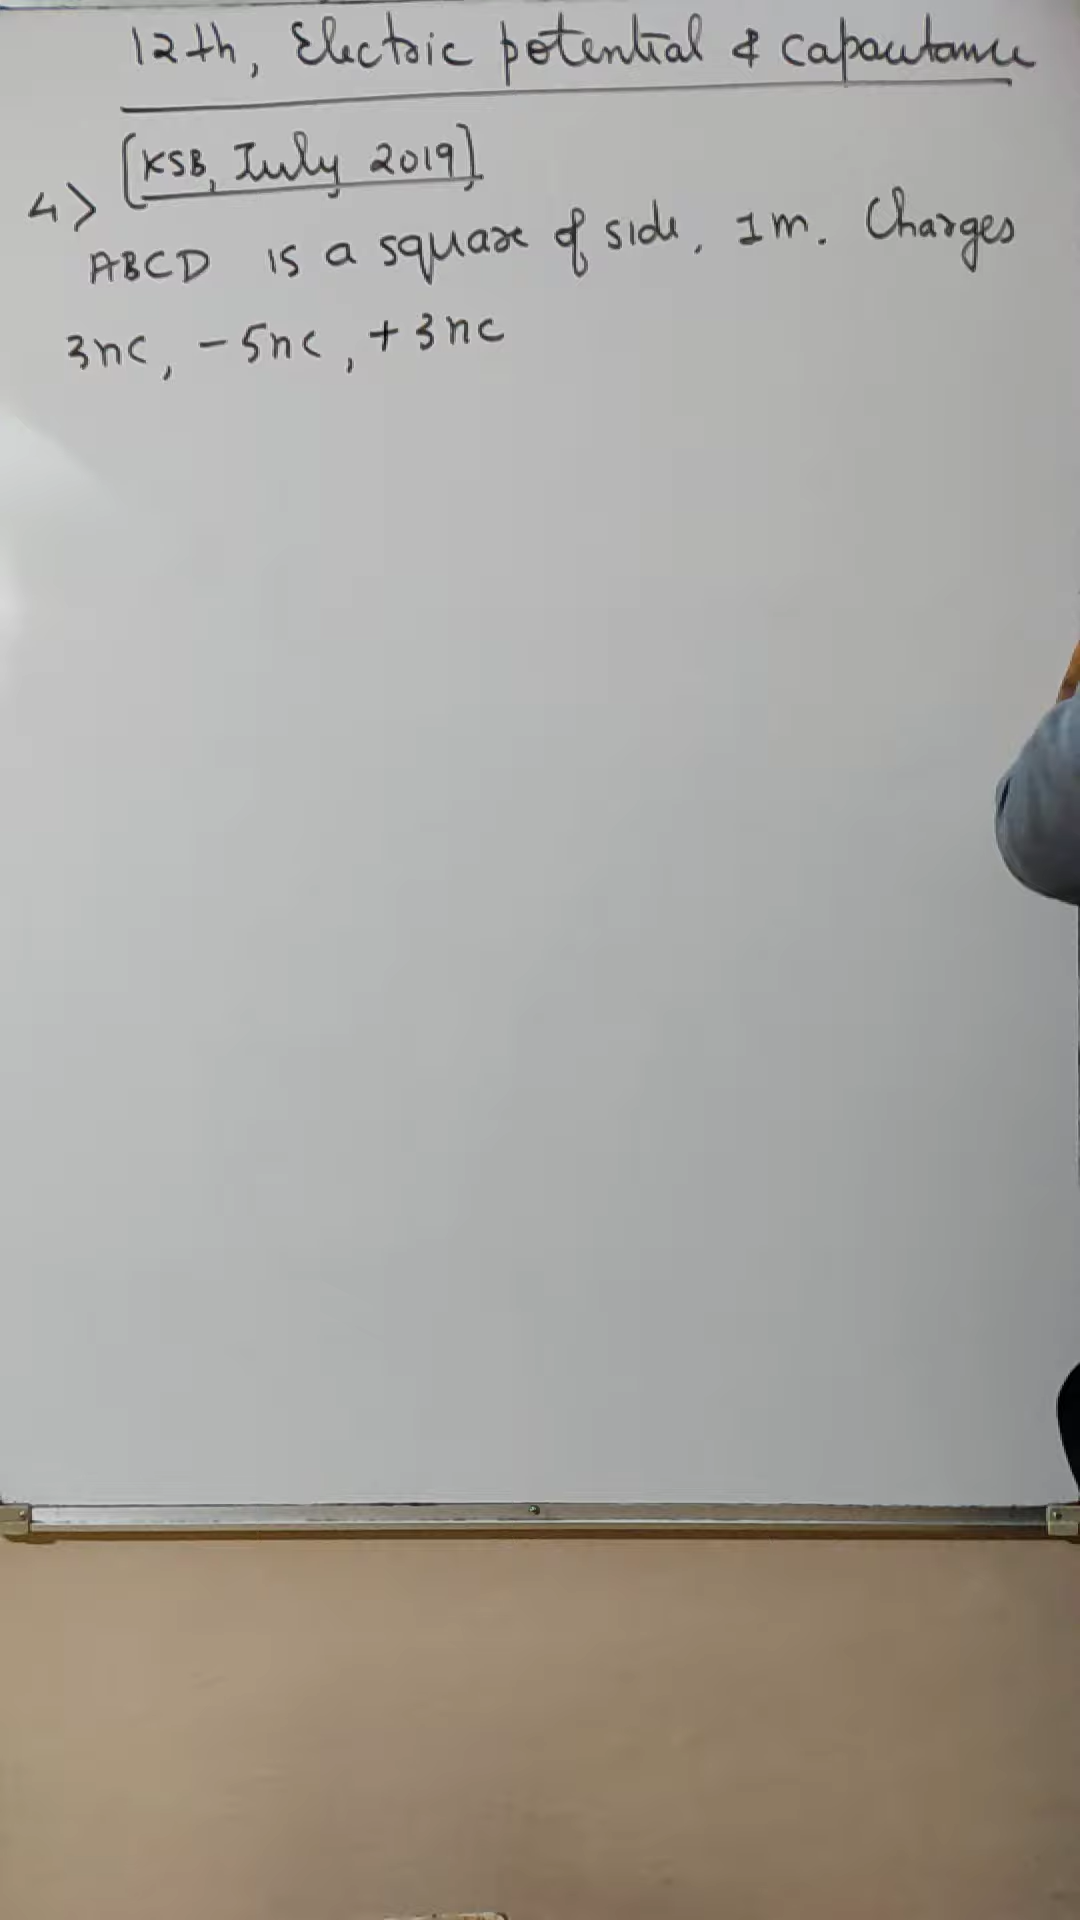 12th, Electric potential & capacitance
[KSB, July 2019]
4>
ABCD is a square of side, 1m. Charges
3nc, -5nc, +3nc